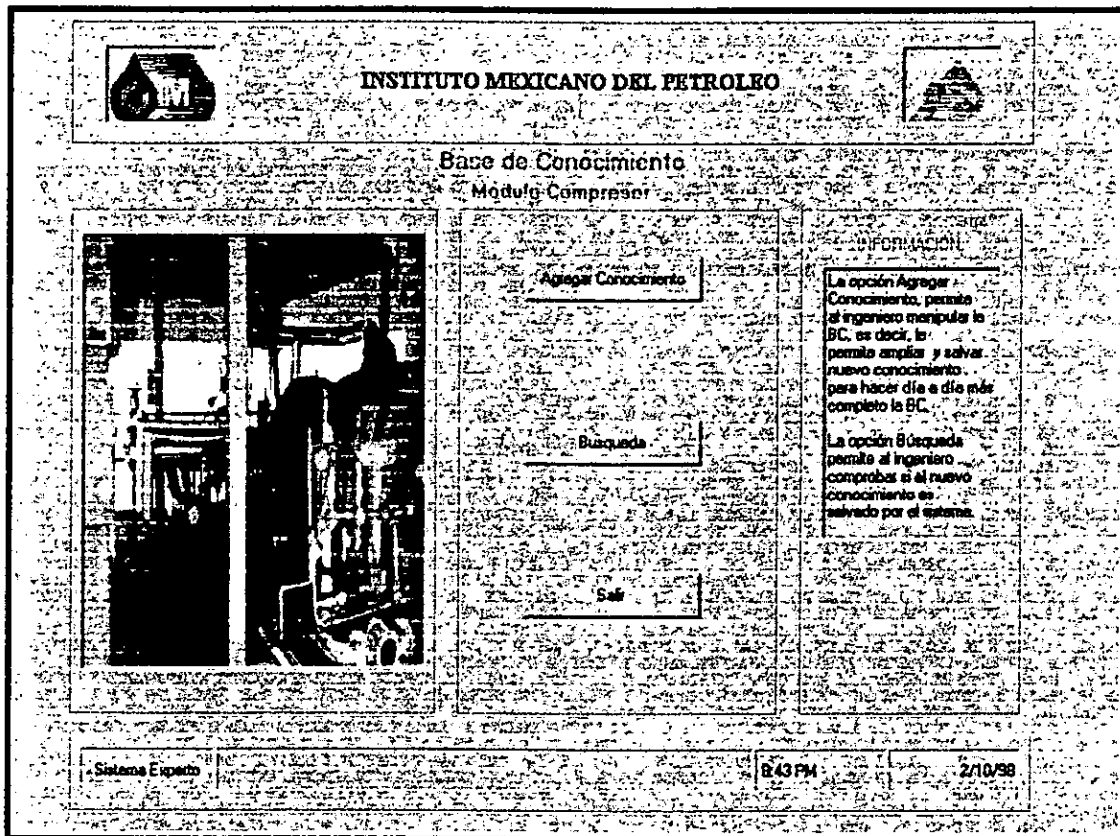 INSTITUTO MEXICANO DEL PETROLEO
Base de Conocimiento
Modulo Compresor
Agregar Conocimiento
Busqueda
Salir
INFORMACION
La opción Agregar
Conocimiento, permite
al ingeniero manipular la
BC, es decir, le
permite ampliar y salvar
nuevo conocimiento
para hacer día a día más
completo la BC.
La opción Búsqueda
permite al ingeniero
comprobar si el nuevo
conocimiento es
salvado por el sistema.
Sistema Experto
8:43 PM
2/10/98